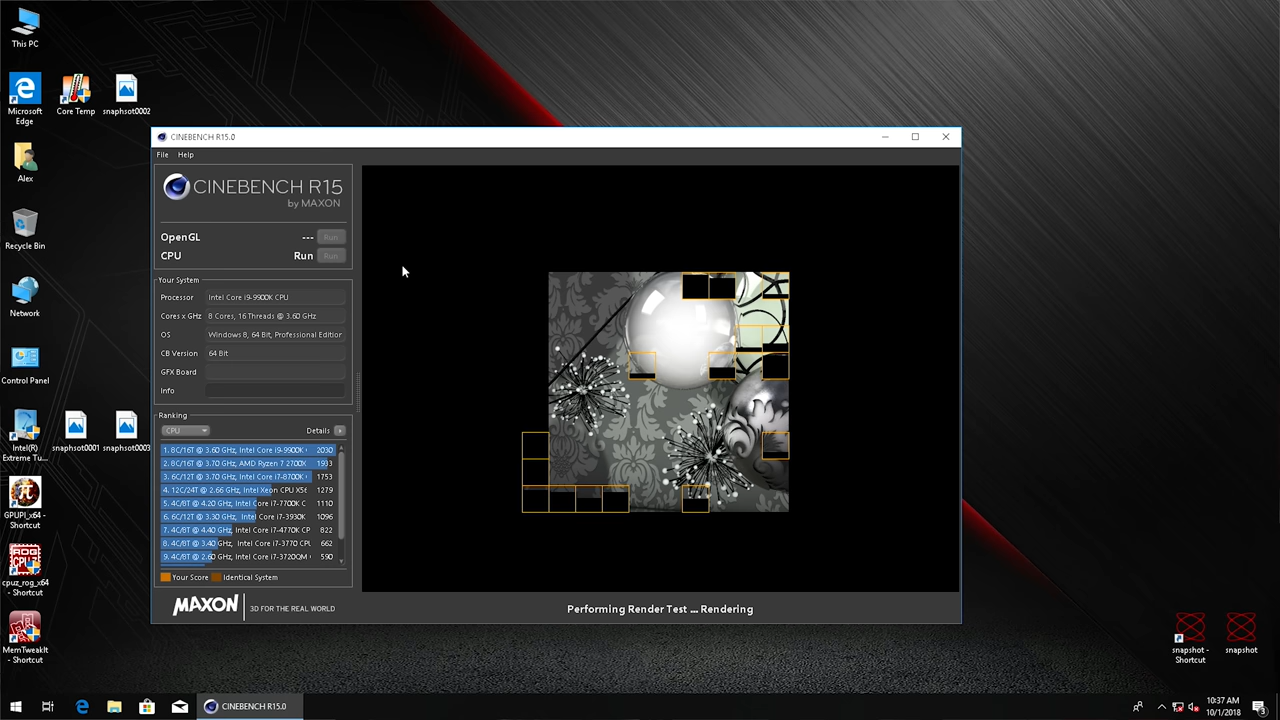 This PC
Microsoft
Edge
Core Temp
snaphsot0002
Alex
Recycle Bin
Network
Control Panel
Intel(R)
Extreme Tu...
snapshot0001
snapshot0003
GPUPI_x64 -
Shortcut
cpuz_rog_x64
- Shortcut
MemTweakIt
- Shortcut
CINEBENCH R15.0
File Help
CINEBENCH R15
by MAXON
OpenGL --- Run
CPU Run Run
Your System
Processor Intel Core i9-9900K CPU
Cores x GHz 8 Cores, 16 Threads @ 3.60 GHz
OS Windows 8, 64 Bit, Professional Edition
CB Version 64 Bit
GFX Board
Info
Ranking
CPU Details
1. 8C/16T @ 3.60 GHz, Intel Core i9-9900K 2030
2. 8C/16T @ 3.70 GHz, AMD Ryzen 7 2700X 1933
3. 6C/12T @ 3.70 GHz, Intel Core i7-8700K 1753
4. 12C/24T @ 2.66 GHz, Intel Xeon CPU X56 1279
5. 4C/8T @ 4.20 GHz, Intel Core i7-7700K C 1110
6. 6C/12T @ 3.30 GHz, Intel Core i7-3930K 1096
7. 4C/8T @ 4.40 GHz, Intel Core i7-4770K CP 822
8. 4C/8T @ 3.40 GHz, Intel Core i7-3770 CPU 662
9. 4C/8T @ 2.60 GHz, Intel Core i7-3720QM 590
Your Score Identical System
MAXON 3D FOR THE REAL WORLD
Performing Render Test ... Rendering
snapshot -
Shortcut
snapshot
CINEBENCH R15.0
10:37 AM
10/1/2018
3